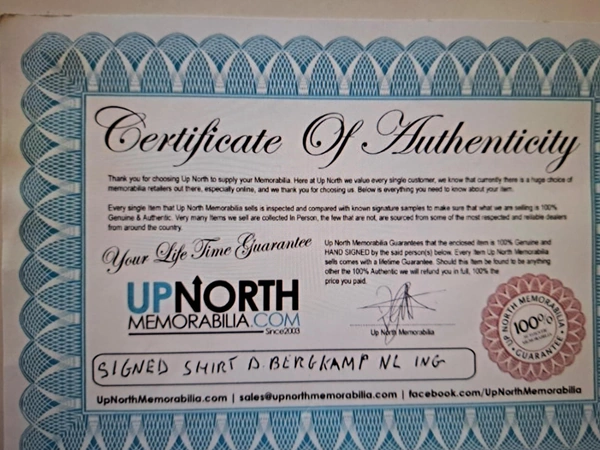 Certificate Of Authenticity
Thank you for choosing Up North to supply your Memorabilia. Here at Up North we value every single customer, we know that currently there is a huge choice of
memorabilia retailers out there, especially online, and we thank you for choosing us. Below is everything you need to know about your item.
Every single item that Up North Memorabilia sells is inspected and compared with known signature samples to make sure that what we are selling is 100%
Genuine & Authentic. Very many items we sell are collected in Person, the few that are not, are sourced from some of the most respected and reliable dealers
from around the country.
Your Life Time Guarantee
Up North Memorabilia Guarantees that the enclosed item is 100% Genuine and
HAND SIGNED by the said person(s) below. Every item Up North Memorabilia
sells comes with a lifetime Guarantee. Should this item be found to be anything
other the 100% Authentic we will refund you in full, 100% the
price you paid.
UPNORTH
MEMORABILIA.COM
Since2003
Up North Memorabilia
UP NORTH MEMORABILIA
100%
GUARANTEE
SIGNED SHIRT D.BERGKAMP NL ING
UpNorthMemorabilia.com | sales@upnorthmemorabilia.com | facebook.com/UpNorthMemorabilia